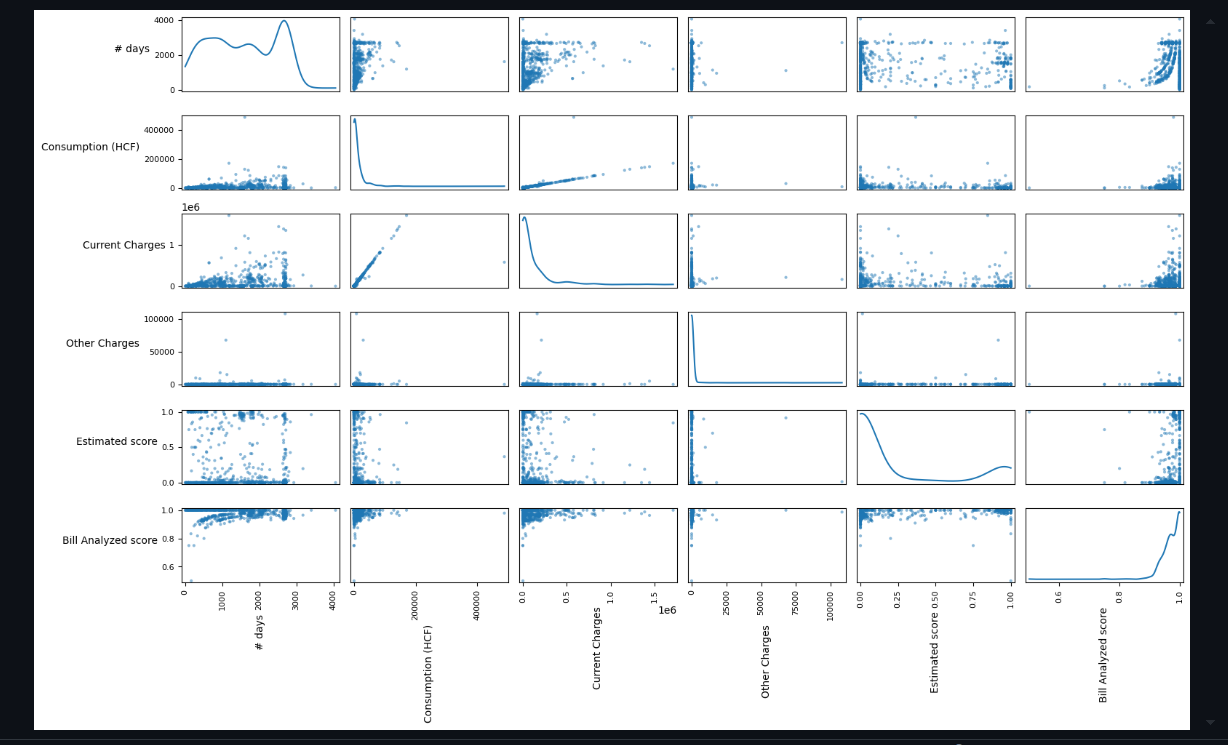 4000
# days
2000
0
400000
Consumption (HCF)
200000
0
1e6
Current Charges
1
0
100000
Other Charges
50000
0
1.0
Estimated score
0.5
0.0
1.0
Bill Analyzed score
0.8
0.6
0 1000 2000 3000 4000 0 200000 400000 0.0 0.5 1.0 1.5 0 25000 50000 75000 100000 0.00 0.25 0.50 0.75 1.00 0.6 0.8 1.0
1e6
# days
Consumption (HCF)
Current Charges
Other Charges
Estimated score
Bill Analyzed score